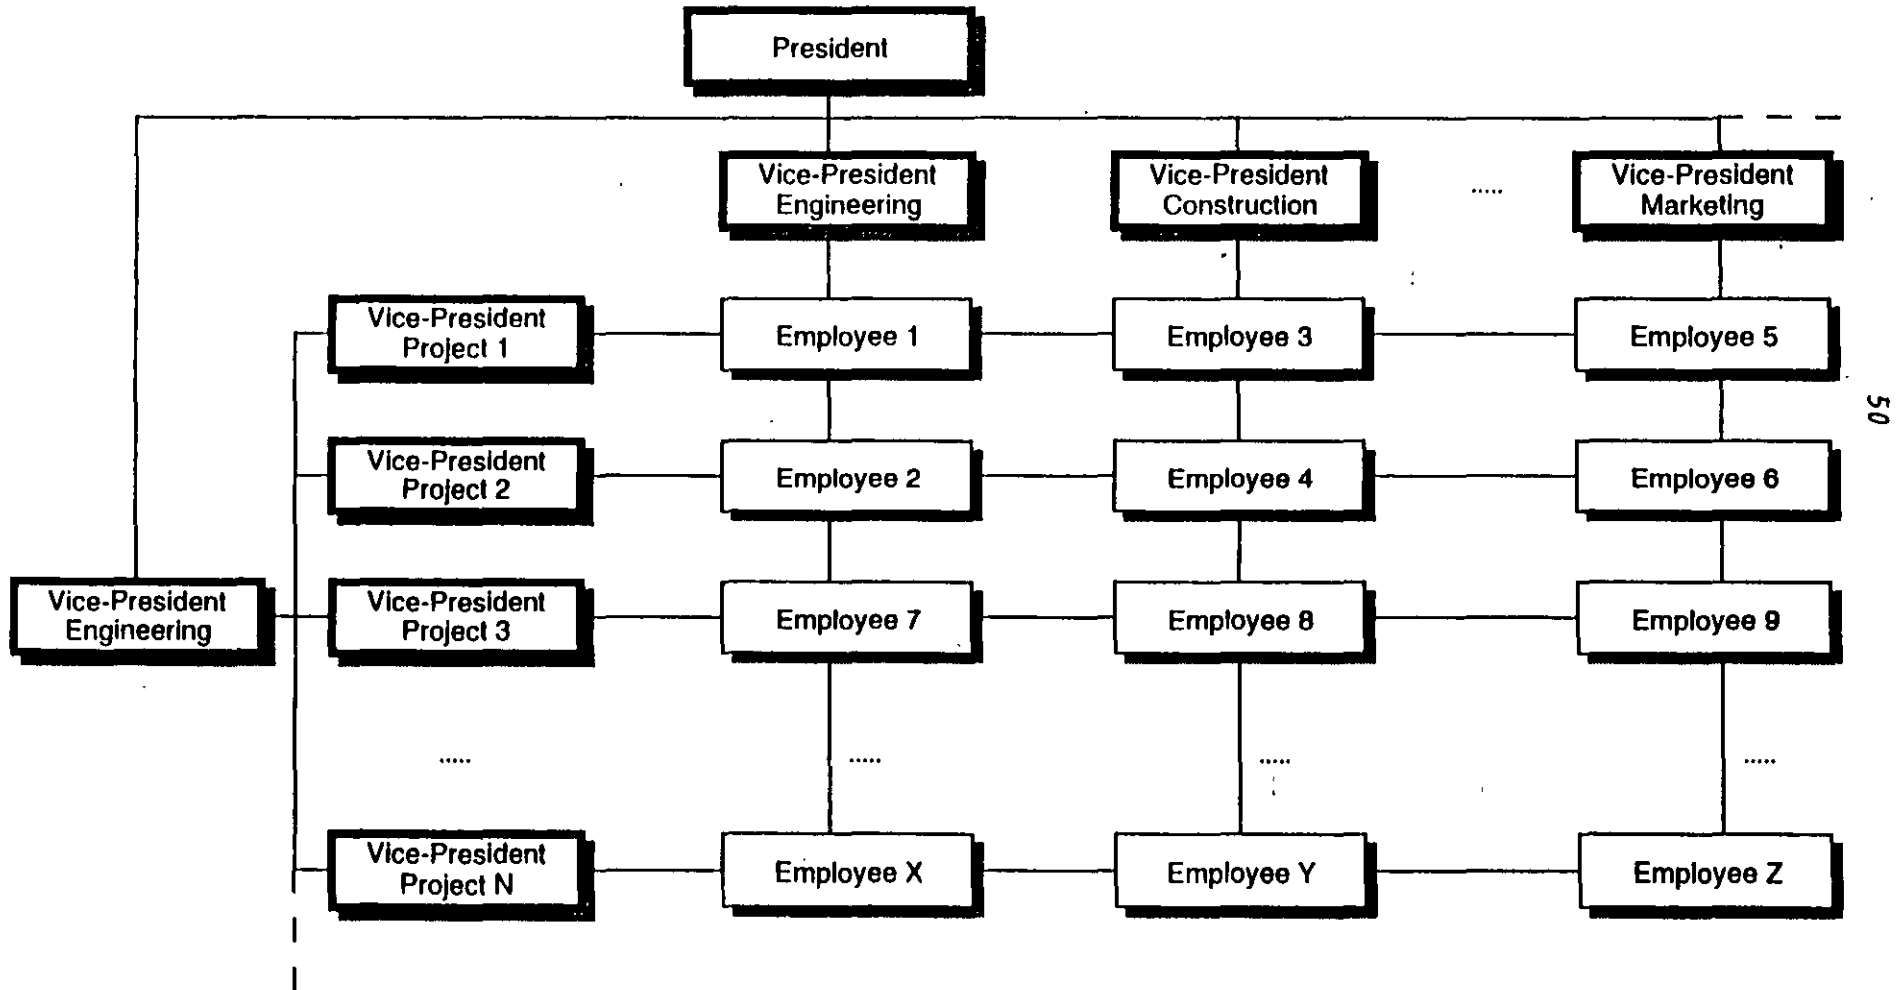 President
Vice-President
Engineering
Vice-President
Construction
.....
Vice-President
Marketing
Vice-President
Project 1
Employee 1
Employee 3
Employee 5
50
Vice-President
Project 2
Employee 2
Employee 4
Employee 6
Vice-President
Engineering
Vice-President
Project 3
Employee 7
Employee 8
Employee 9
.....
.....
.....
.....
Vice-President
Project N
Employee X
Employee Y
Employee Z